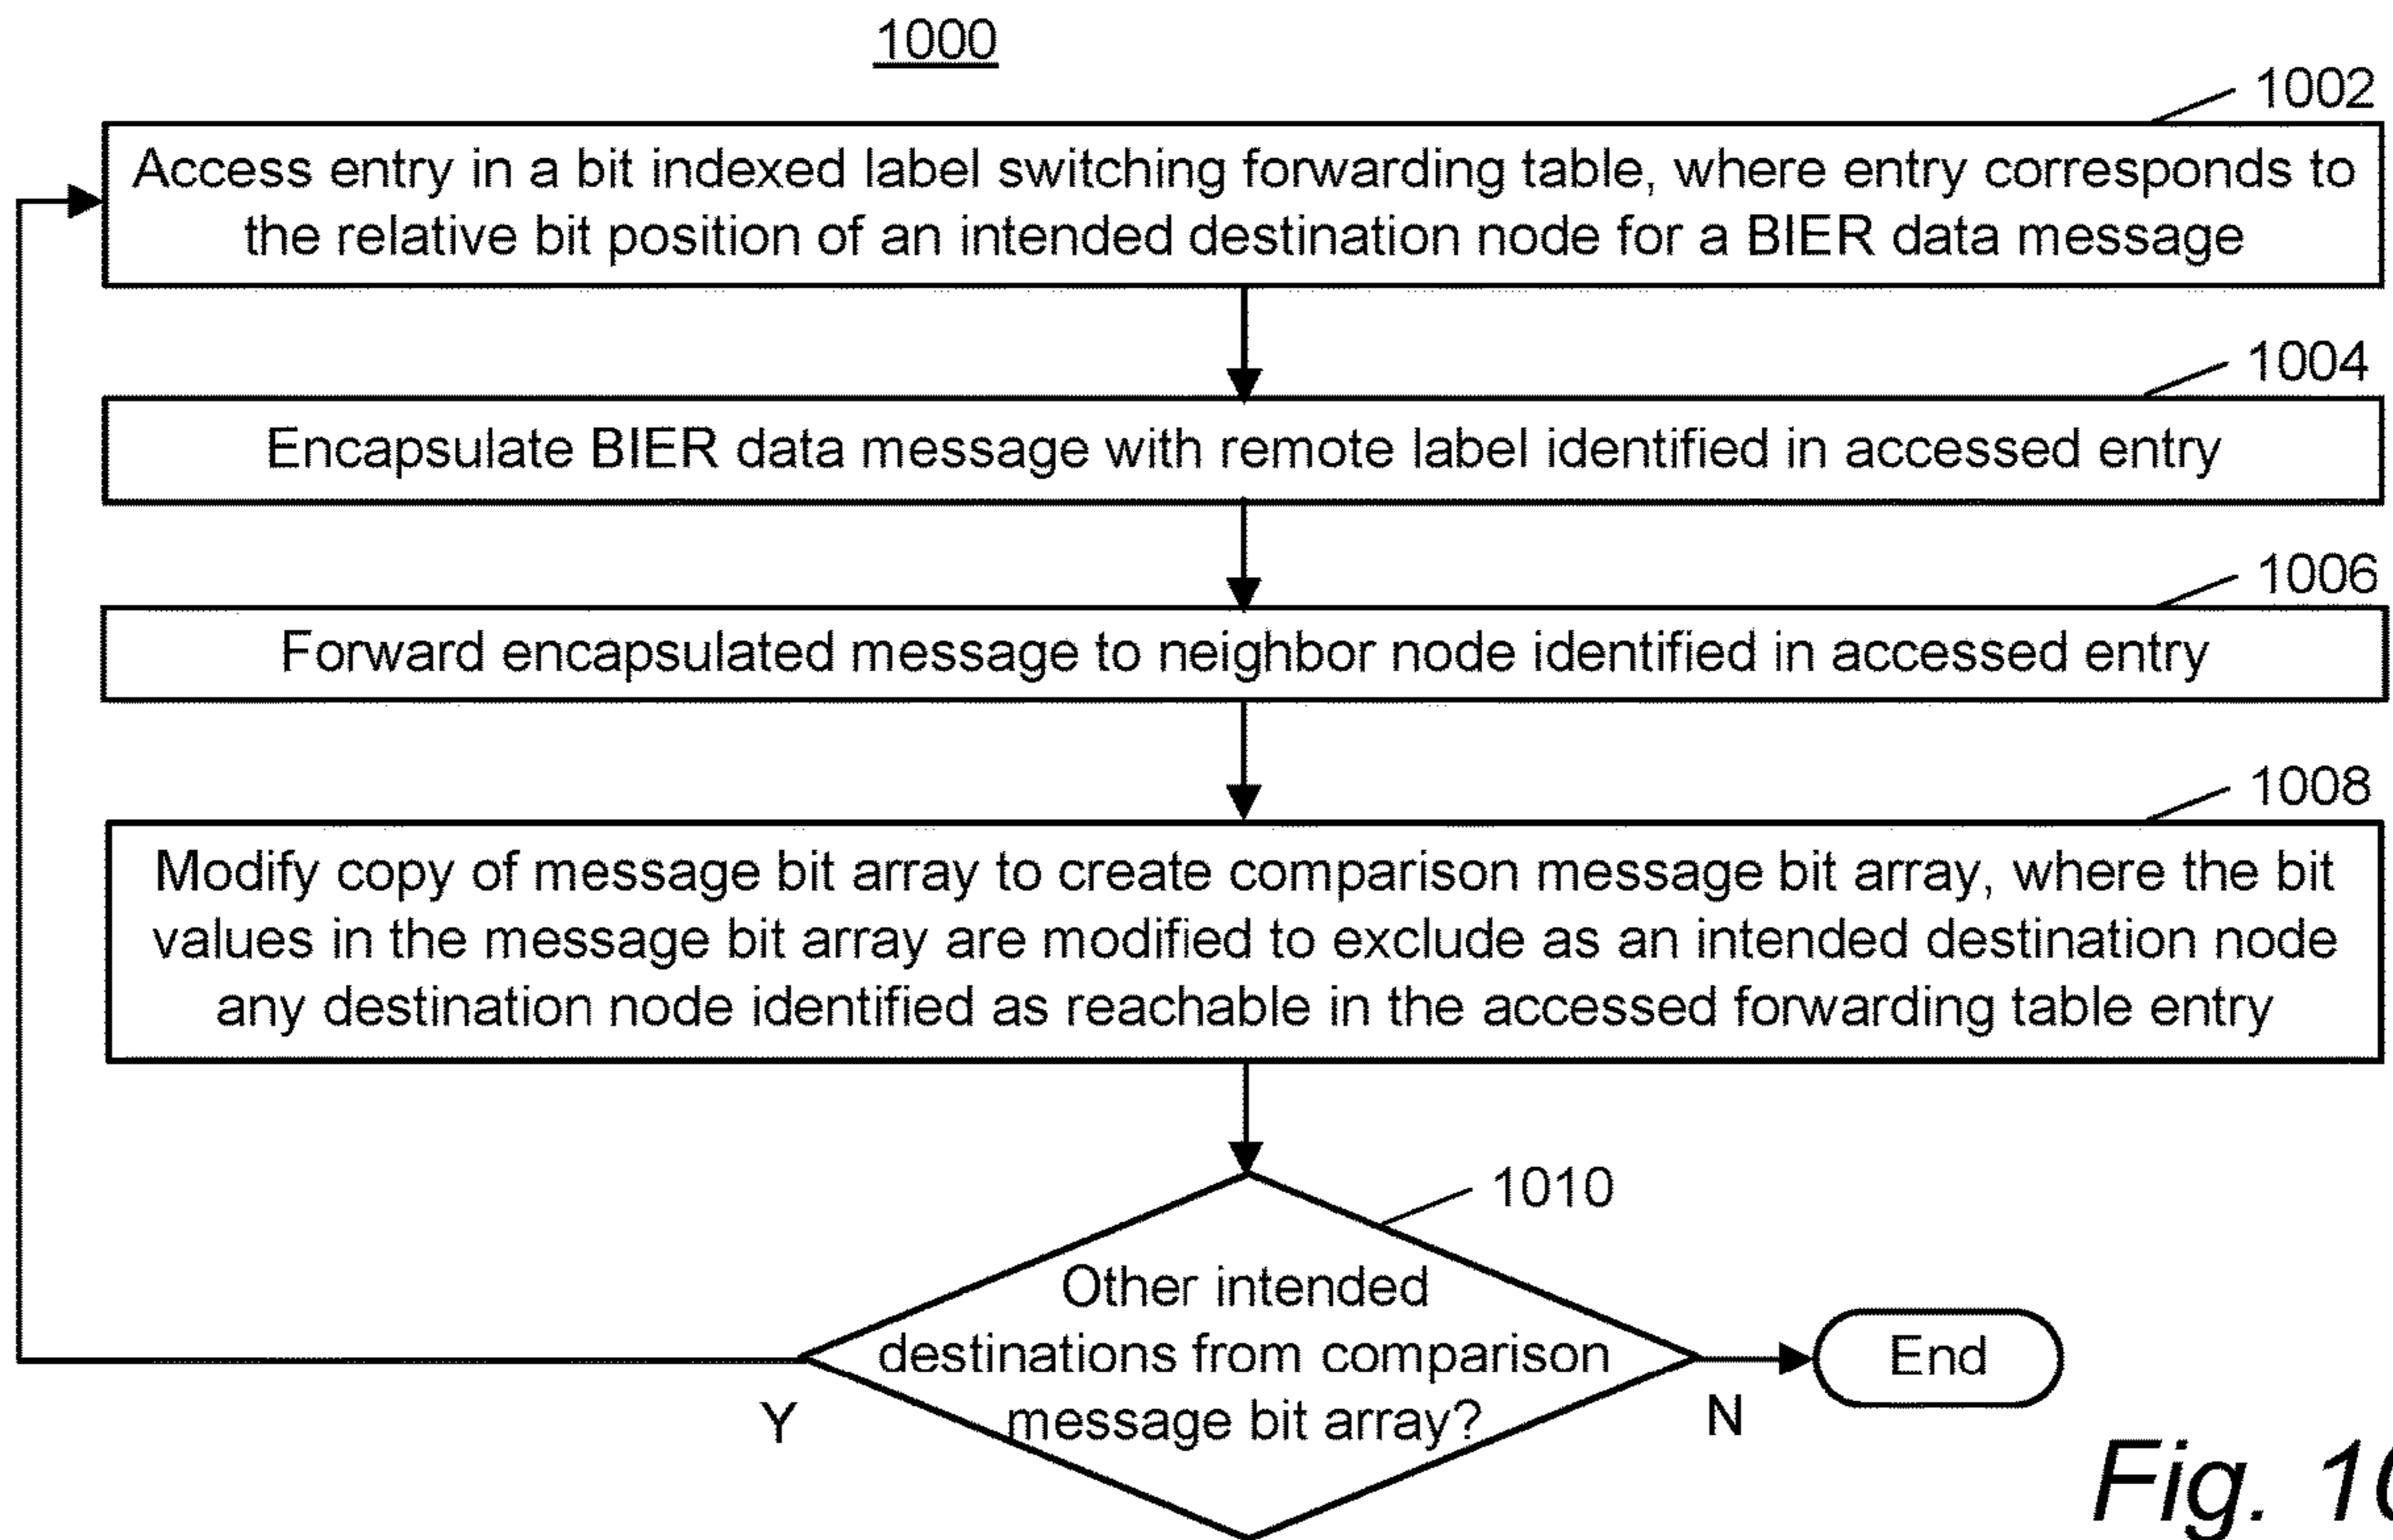 1000
1002
Access entry in a bit indexed label switching forwarding table, where entry corresponds to
the relative bit position of an intended destination node for a BIER data message
1004
Encapsulate BIER data message with remote label identified in accessed entry
1006
Forward encapsulated message to neighbor node identified in accessed entry
1008
Modify copy of message bit array to create comparison message bit array, where the bit
values in the message bit array are modified to exclude as an intended destination node
any destination node identified as reachable in the accessed forwarding table entry
1010
Other intended
destinations from comparison
message bit array?
Y
N
End
Fig. 10